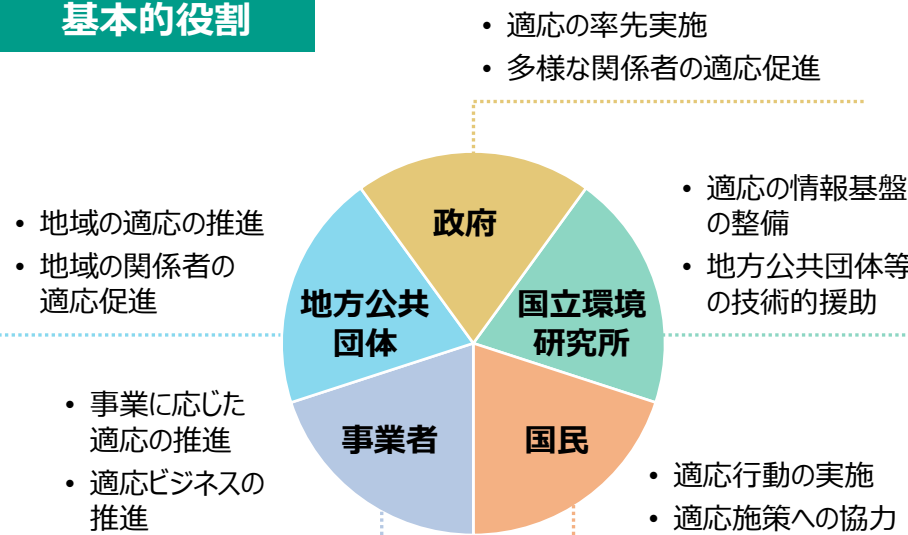 基本的役割
• 適応の率先実施
• 多様な関係者の適応促進
政府
• 適応の情報基盤
の整備
• 地方公共団体等
の技術的援助
国立環境
研究所
• 地域の適応の推進
• 地域の関係者の
適応促進
地方公共
団体
• 事業に応じた
適応の推進
• 適応ビジネスの
推進
事業者
国民
• 適応行動の実施
• 適応施策への協力